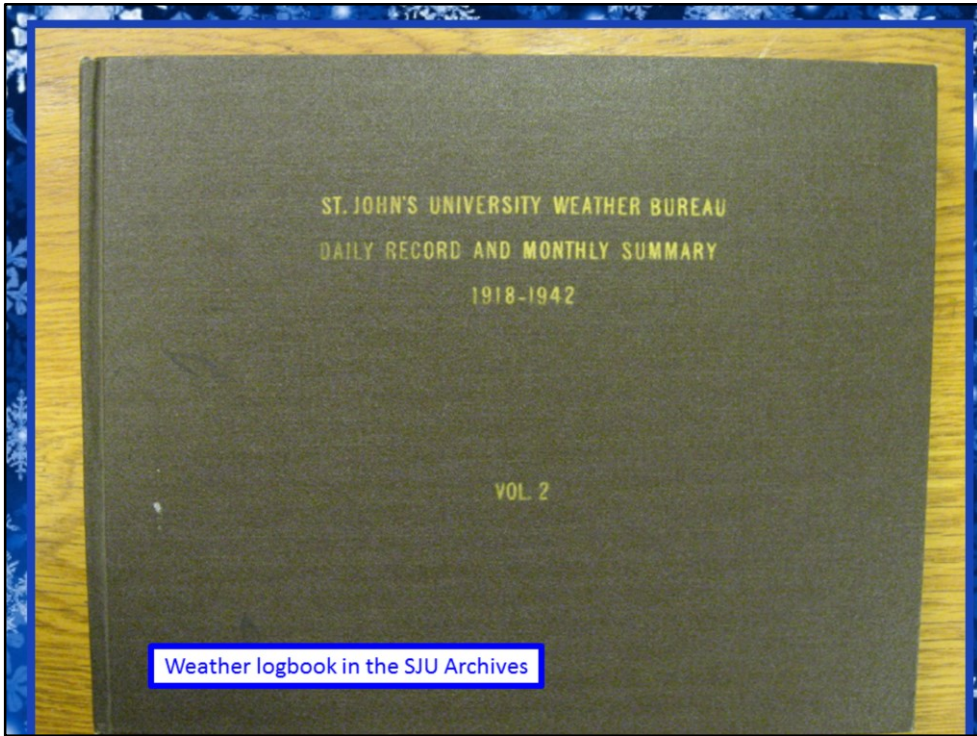 ST. JOHN'S UNIVERSITY WEATHER BUREAU
DAILY RECORD AND MONTHLY SUMMARY
1918-1942
VOL. 2
Weather logbook in the SJU Archives